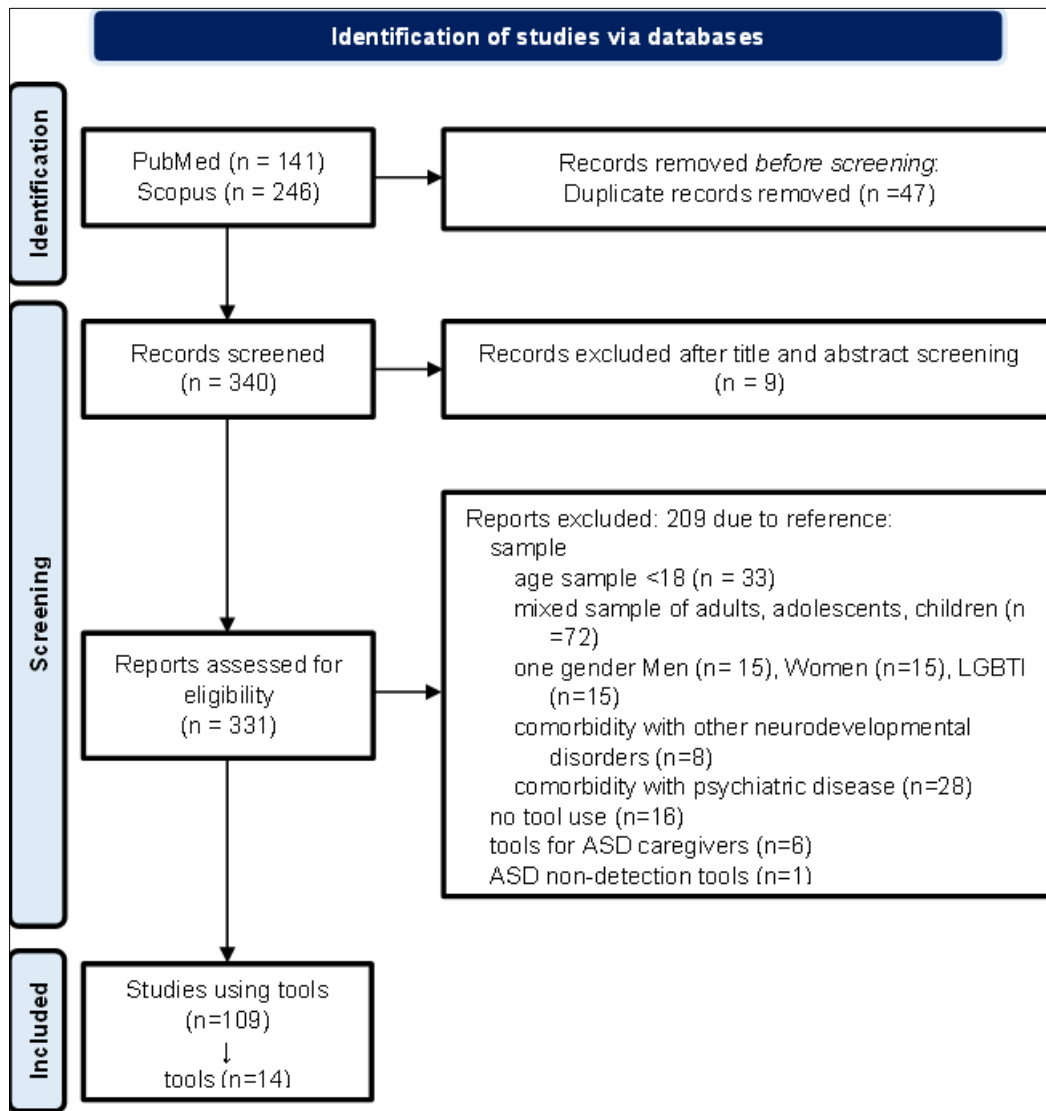 Identification of studies via databases
Identification
PubMed (n = 141)
Scopus (n = 246)
Records removed before screening:
Duplicate records removed (n =47)
Screening
Records screened
(n = 340)
Records excluded after title and abstract screening
(n = 9)
Reports assessed for
eligibility
(n = 331)
Reports excluded: 209 due to reference:
sample
age sample <18 (n = 33)
mixed sample of adults, adolescents, children (n
=72)
one gender Men (n= 15), Women (n=15), LGBTI
(n=15)
comorbidity with other neurodevelopmental
disorders (n=8)
comorbidity with psychiatric disease (n=28)
no tool use (n=16)
tools for ASD caregivers (n=6)
ASD non-detection tools (n=1)
Included
Studies using tools
(n=109)
↓
tools (n=14)